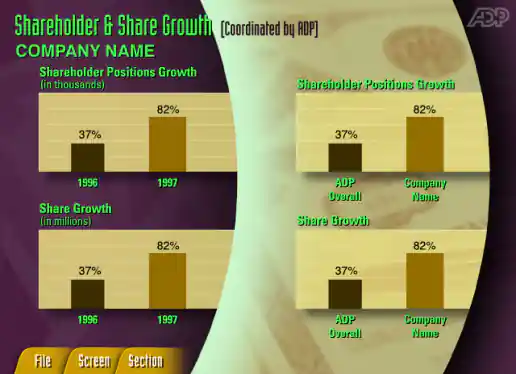 Shareholder & Share Growth [Coordinated by ADP]
ADP
COMPANY NAME
Shareholder Positions Growth
(in thousands)
37%
82%
1996
1997
Shareholder Positions Growth
37%
82%
ADP
Overall
Company
Name
Share Growth
(in millions)
37%
82%
1996
1997
Share Growth
37%
82%
ADP
Overall
Company
Name
File
Screen
Section